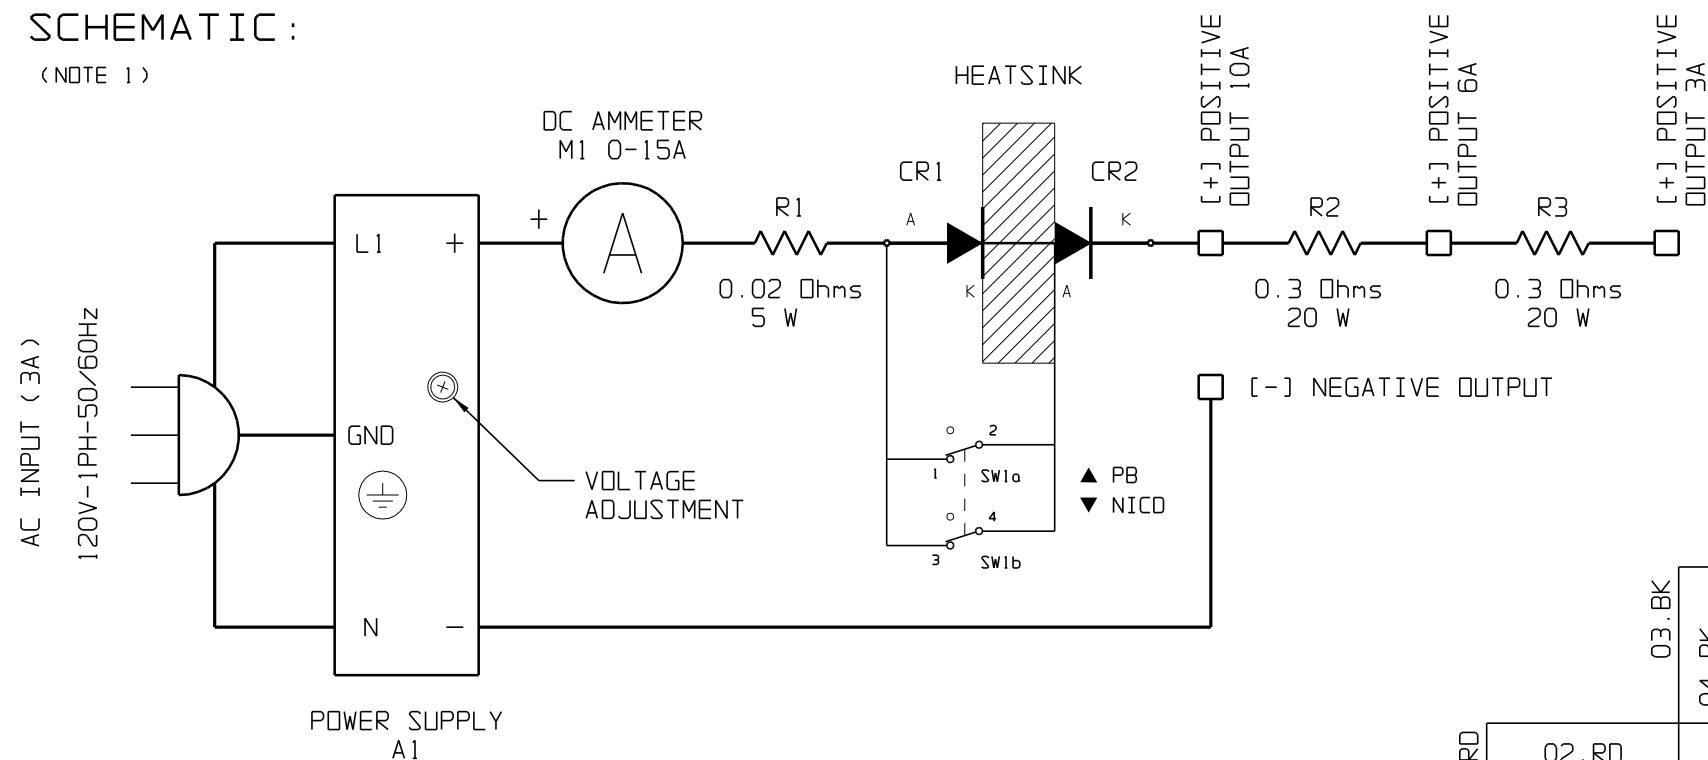 SCHEMATIC:
(NOTE 1)
HEATSINK
DC AMMETER
M1 0-15A
[+] POSITIVE
OUTPUT 10A
[+] POSITIVE
OUTPUT 6A
[+] POSITIVE
OUTPUT 3A
CR1
CR2
R1
R2
R3
+
A
A
K
L1
+
0.02 Ohms
5 W
K
A
0.3 Ohms
20 W
0.3 Ohms
20 W
AC INPUT (3A)
120V-1PH-50/60Hz
[-] NEGATIVE OUTPUT
GND
2
1
SW1a
▲ PB
▼ NICD
VOLTAGE
ADJUSTMENT
4
3
SW1b
N
-
POWER SUPPLY
A1
03.BK
04.BK
RD
02.RD